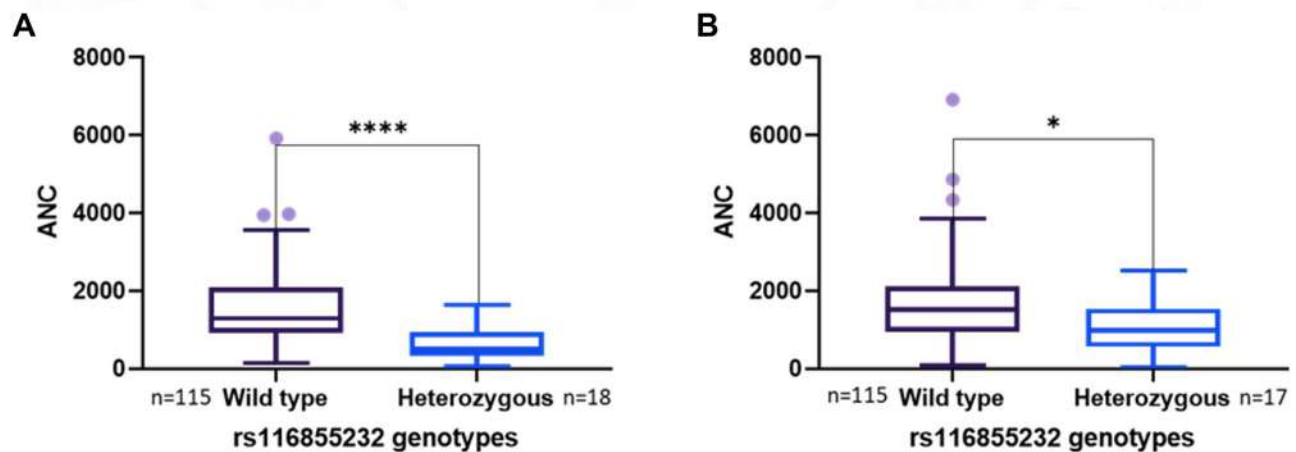 A
8000
6000
4000
2000
0
ANC
****
n=115 Wild type Heterozygous n=18
rs116855232 genotypes
B
8000
6000
4000
2000
0
ANC
*
n=115 Wild type Heterozygous n=17
rs116855232 genotypes